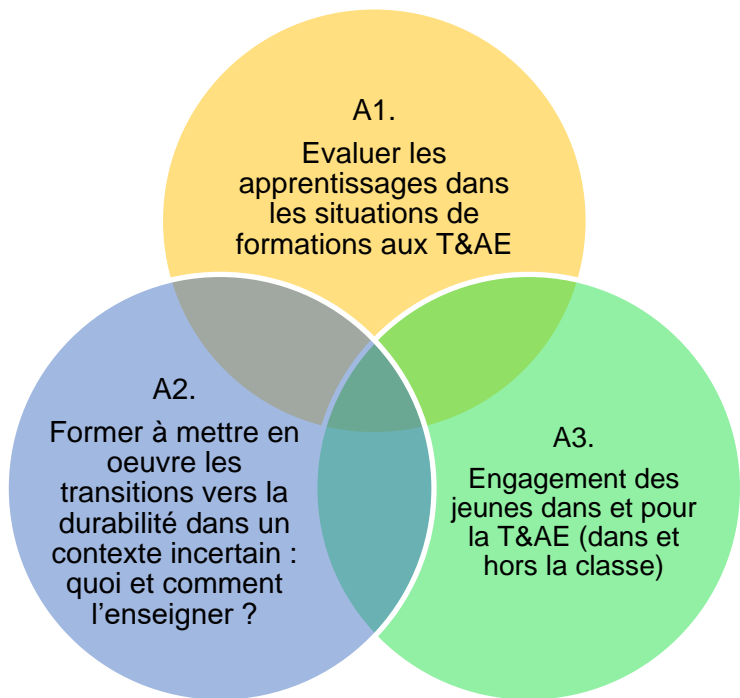 A1.
Evaluer les
apprentissages dans
les situations de
formations aux T&AE
A2.
Former à mettre en
oeuvre les
transitions vers la
durabilité dans un
contexte incertain :
quoi et comment
l'enseigner ?
A3.
Engagement des
jeunes dans et pour
la T&AE (dans et
hors la classe)